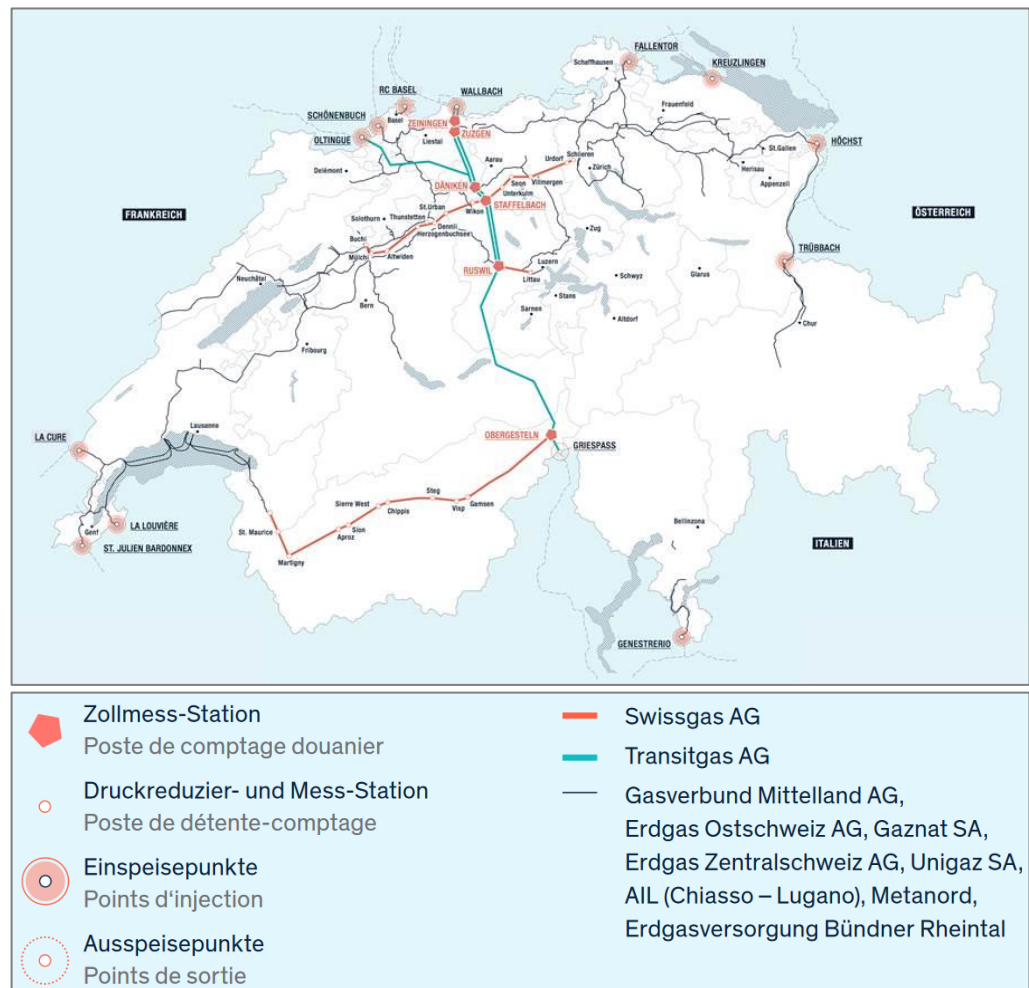 FALLENTOR
Schaffhausen
KREUZLINGEN
RC BASEL
WALLBACH
Frauenfeld
SCHÖNENBUCH
Basel
ZEININGEN
OLTINGUE
Liestal
ZUZGEN
St.Gallen
HÖCHST
Schlieren
Urdorf
Zürich
Herisau
Appenzell
Aarau
Delémont
Seon
Villmergen
DÄNIKEN
Unterkulm
STAFFELBACH
FRANKREICH
St.Urban
Wikon
ÖSTERREICH
Solothurn
Thunstetten
Dennli
Herzogenbuchsee
Zug
Buchi
Mülchi
Altwiden
TRÜBBACH
Luzern
RUSWIL
Littau
Schwyz
Glarus
Neuchâtel
Stans
Bern
Sarnen
Altdorf
Chur
Fribourg
Lausanne
LA CURE
OBERGESTELN
GRIESPASS
Steg
Sierre West
Gamsen
Chippis
Visp
LA LOUVIÈRE
Genf
St. Maurice
Sion
Aproz
Bellinzona
ST. JULIEN BARDONNEX
ITALIEN
Martigny
GENESTRERIO
Zollmess-Station
Poste de comptage douanier
Druckreduzier- und Mess-Station
Poste de détente-comptage
Einspeisepunkte
Points d‘injection
Ausspeisepunkte
Points de sortie
Swissgas AG
Transitgas AG
Gasverbund Mittelland AG,
Erdgas Ostschweiz AG, Gaznat SA,
Erdgas Zentralschweiz AG, Unigaz SA,
AIL (Chiasso – Lugano), Metanord,
Erdgasversorgung Bündner Rheintal